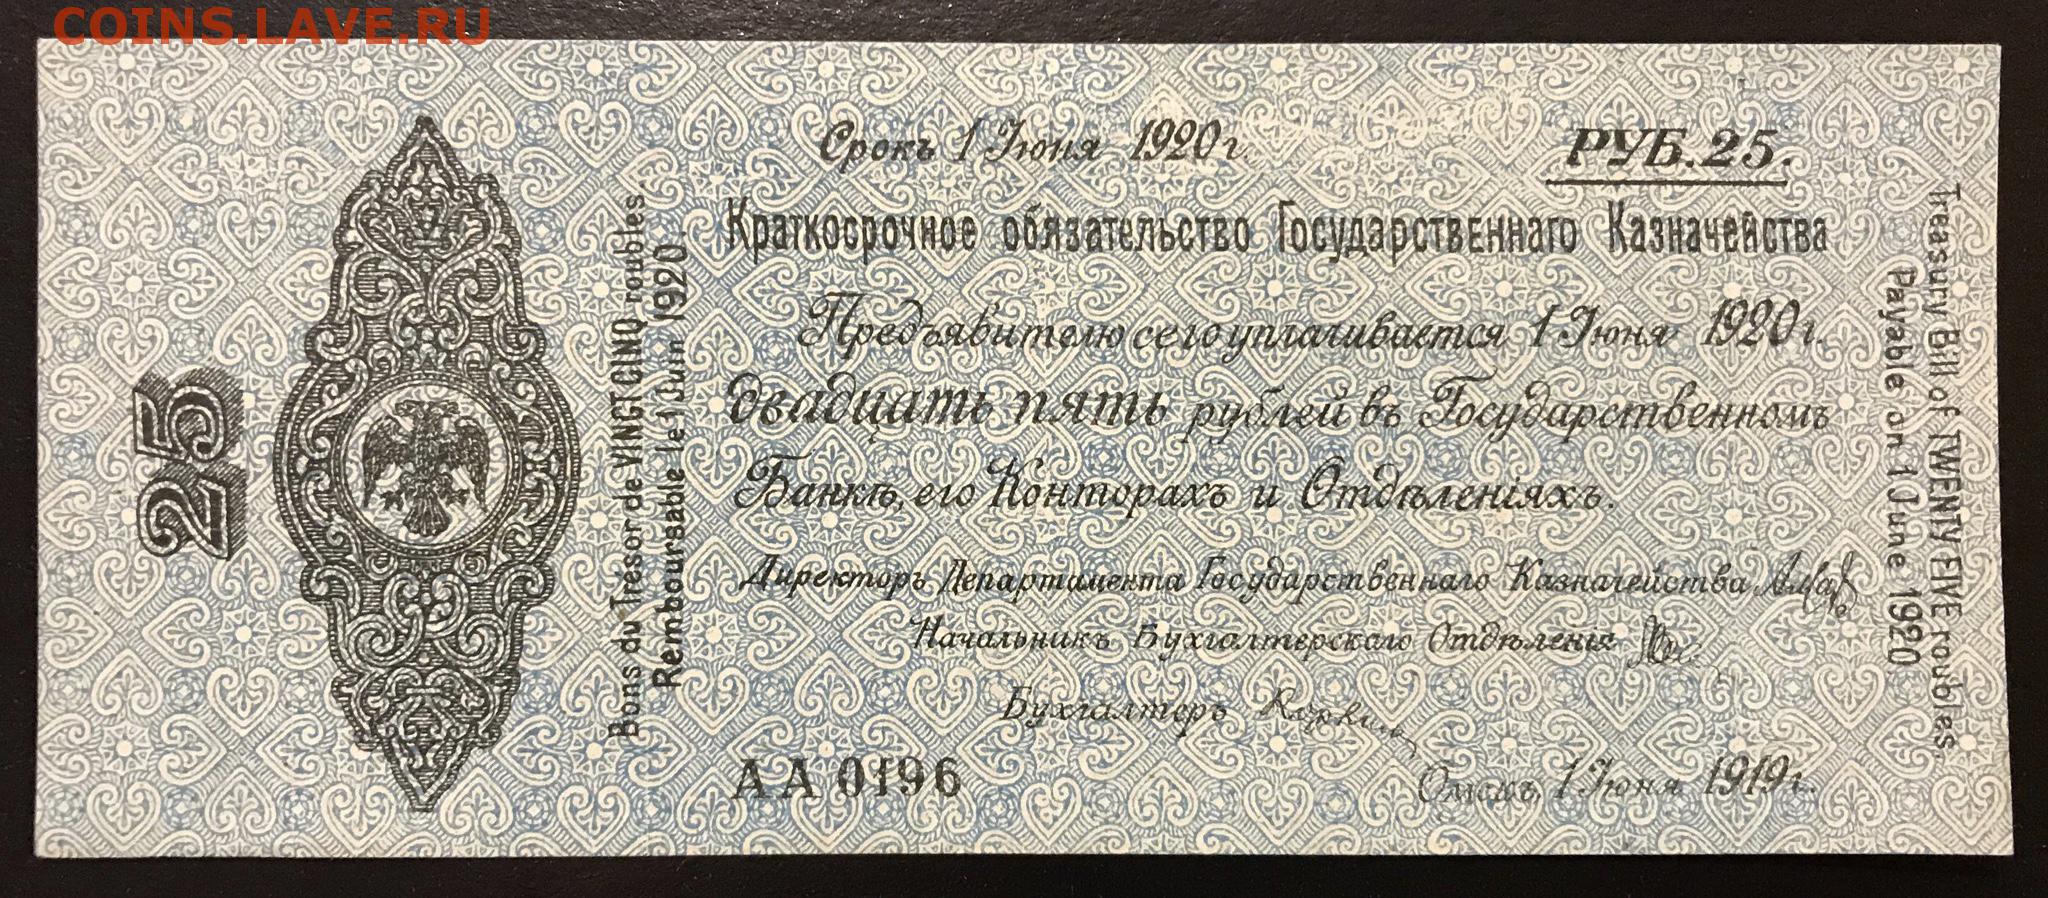 COINS.LAVE.RU
25
Bons du Tresor de VINGT CINQ roubles.
Remboursable le 1 Juin 1920.
Срокъ 1 Июня 1920 г.
РУБ. 25.
Краткосрочное обязательство Государственнаго Казначейства
Предъявителю сего уплачивается 1 Июня 1920 г.
двадцать пять рублей въ Государственномъ
Банкѣ, его Конторахъ и Отдѣленіяхъ.
Директоръ Департамента Государственнаго Казначейства
Начальникъ Бухгалтерскаго Отдѣленія
Бухгалтеръ
АА 0196
Омскъ, 1 Июня 1919 г.
Treasury Bill of TWENTY FIVE roubles.
Payable on 1 June 1920